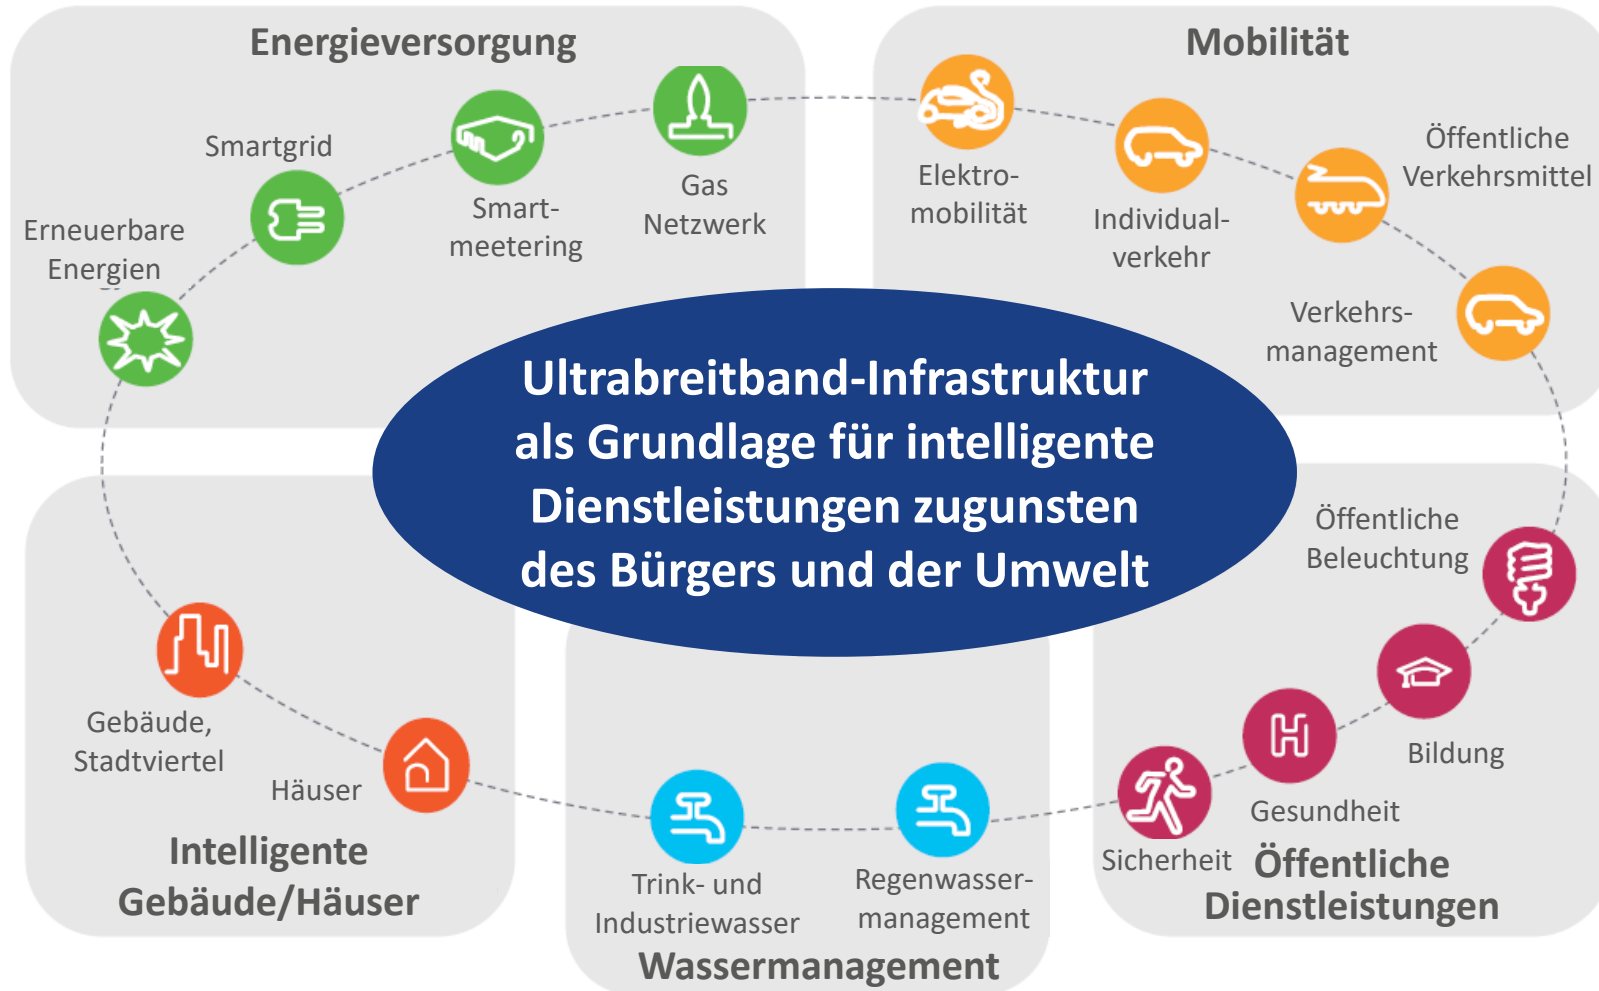 Energieversorgung
Smartgrid
Erneuerbare
Energien
Smart-
meetering
Gas
Netzwerk
Mobilität
Elektro-
mobilität
Individual-
verkehr
Öffentliche
Verkehrsmittel
Verkehrs-
management
Ultrabreitband-Infrastruktur
als Grundlage für intelligente
Dienstleistungen zugunsten
des Bürgers und der Umwelt
Gebäude,
Stadtviertel
Häuser
Intelligente
Gebäude/Häuser
Trink- und
Industriewasser
Regenwasser-
management
Wassermanagement
Öffentliche
Beleuchtung
Bildung
H
Gesundheit
Sicherheit
Öffentliche
Dienstleistungen